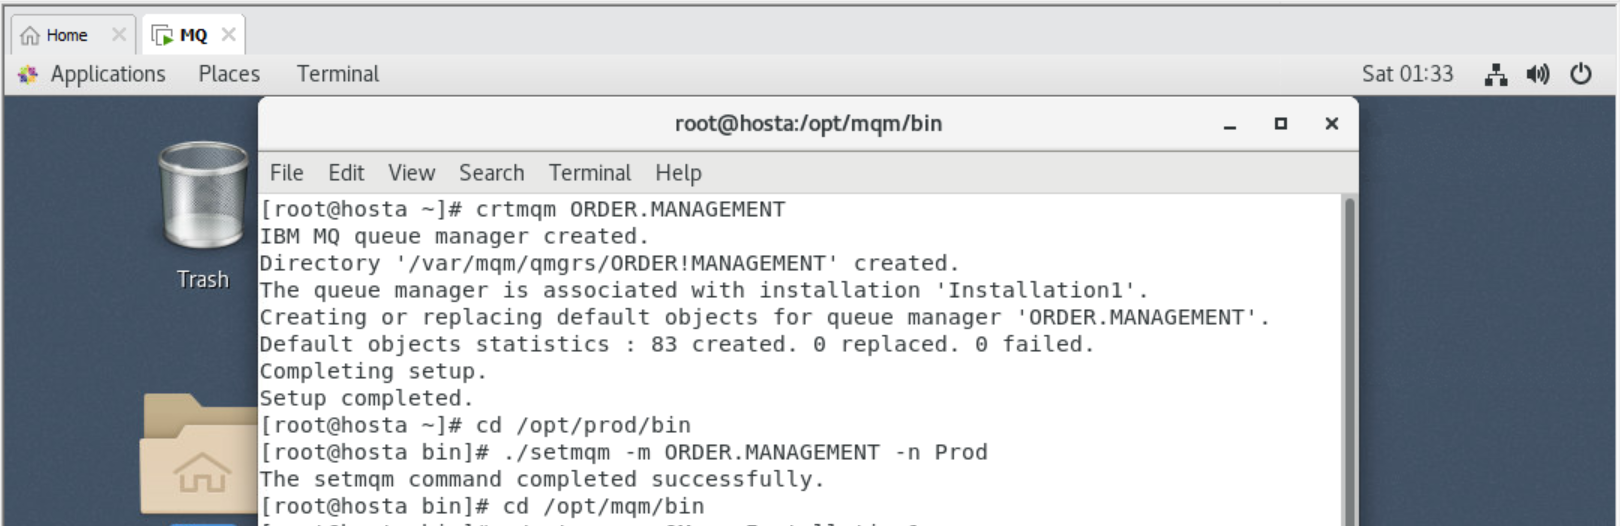 Home
MQ
Applications Places Terminal
Sat 01:33
root@hosta:/opt/mqm/bin
File Edit View Search Terminal Help
[root@hosta ~]# crtmqm ORDER.MANAGEMENT
IBM MQ queue manager created.
Directory '/var/mqm/qmgrs/ORDER!MANAGEMENT' created.
The queue manager is associated with installation 'Installation1'.
Creating or replacing default objects for queue manager 'ORDER.MANAGEMENT'.
Default objects statistics : 83 created. 0 replaced. 0 failed.
Completing setup.
Setup completed.
[root@hosta ~]# cd /opt/prod/bin
[root@hosta bin]# ./setmqm -m ORDER.MANAGEMENT -n Prod
The setmqm command completed successfully.
[root@hosta bin]# cd /opt/mqm/bin
Trash